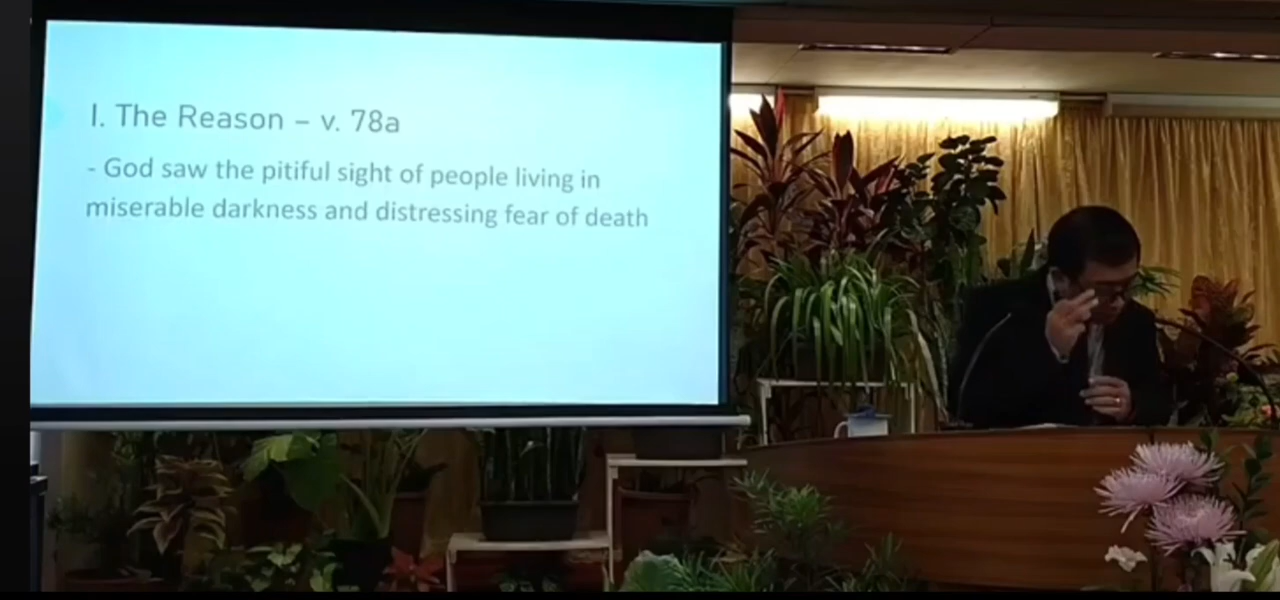 I. The Reason – v. 78a
- God saw the pitiful sight of people living in
miserable darkness and distressing fear of death